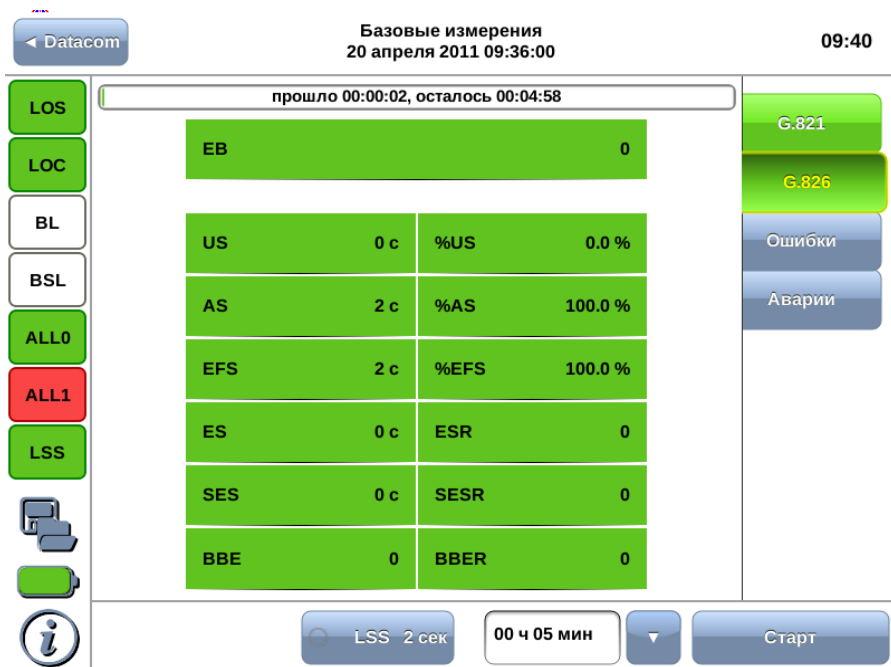 ◄ Datacom
Базовые измерения
20 апреля 2011 09:36:00
09:40
LOS
LOC
BL
BSL
ALL0
ALL1
LSS
прошло 00:00:02, осталось 00:04:58
EB 0
US 0 с %US 0.0 %
AS 2 с %AS 100.0 %
EFS 2 с %EFS 100.0 %
ES 0 с ESR 0
SES 0 с SESR 0
BBE 0 BBER 0
G.821
G.826
Ошибки
Аварии
i
LSS 2 сек
00 ч 05 мин
▼
Старт